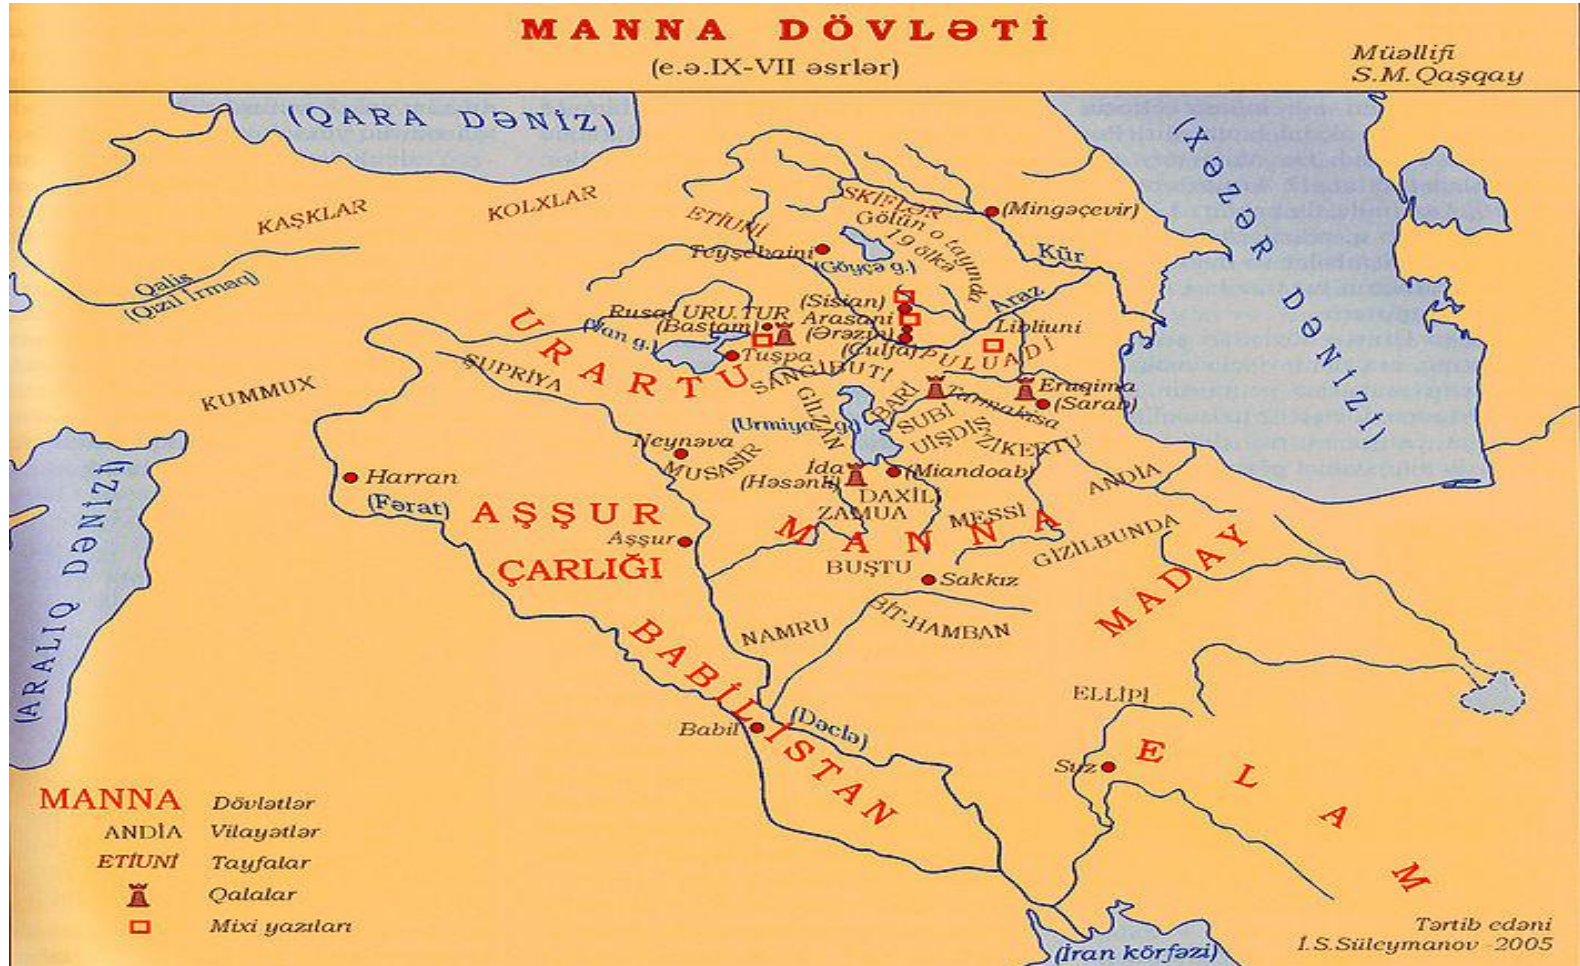 MANNA DÖVLƏTİ
(e.ə.IX-VII əsrlər)
Müəllifi
S.M.Qaşqay
(QARA DƏNİZ)
(XƏZƏR DƏNİZİ)
KAŞKLAR
KOLXLAR
ETİUNİ
SKİFLƏR
Gölün o tayında
19 ölkə
(Mingəçevir)
Teyşebaini
(Göyçə g.)
Kür
Araz
Qalis
(Qızıl Irmaq)
(Sisian)
Rusai URU.TUR
(Bastam)
Arasani
(Ərəzin)
(Culfa)
Libliuni
PULUADİ
(Van g.)
Tuşpa
URARTU
ŞUPRİYA
SANGİBUTİ
KUMMUX
GİLZAN
BARİ
Tarmakisa
Eruqima
(Sarab)
SUBİ
UİŞDİŞ
ZİKERTU
(Urmiya g.)
Neynəva
MUSASİR
Harran
(Fərat)
İda
(Həsənli)
(Miandoab)
ANDİA
DAXİLİ
ZAMUA
MESSİ
AŞŞUR
ÇARLIĞI
Aşşur
MANNA
GİZİLBUNDA
BUŞTU
Sakkız
MADAY
(ARALIQ DƏNİZİ)
NAMRU
BİT-HAMBAN
BABİLİSTAN
ELLİPİ
Babil
(Dəclə)
Suz
ELAM
MANNA Dövlətlər
ANDİA Vilayətlər
ETİUNİ Tayfalar
Qalalar
Mixi yazıları
(İran körfəzi)
Tərtib edəni
İ.S.Süleymanov -2005